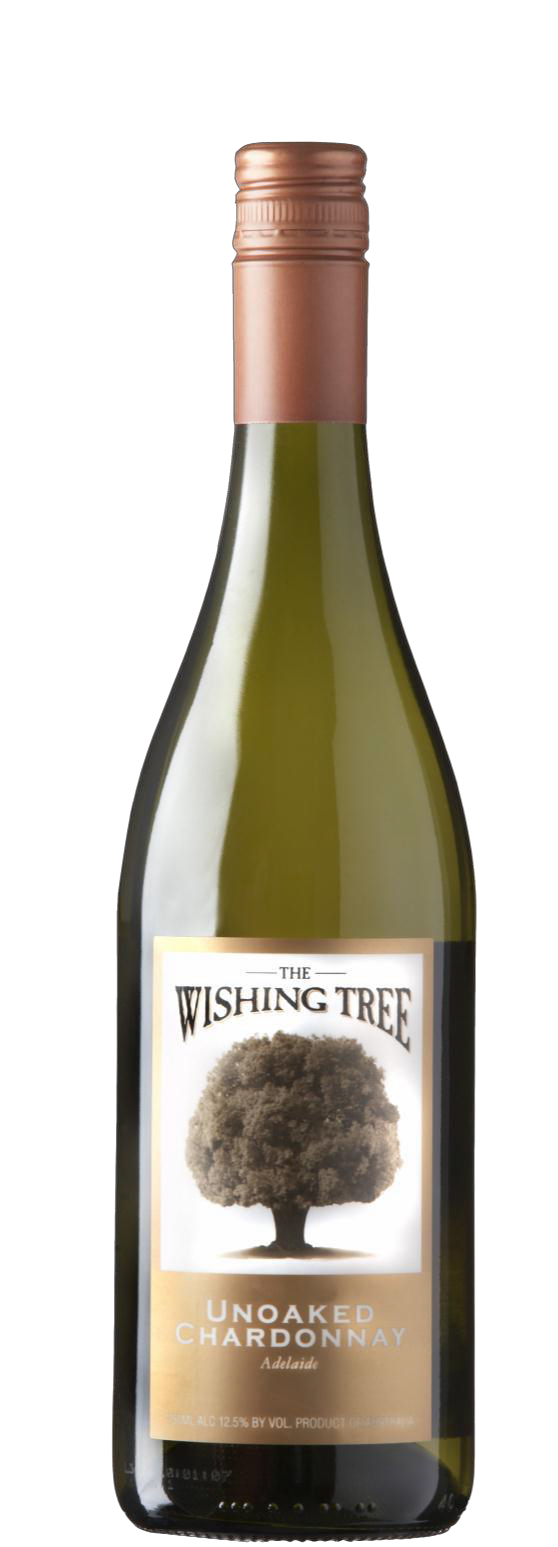 THE
WISHING TREE
UNOAKED
CHARDONNAY
Adelaide
750ML ALC 12.5% BY VOL. PRODUCT OF AUSTRALIA